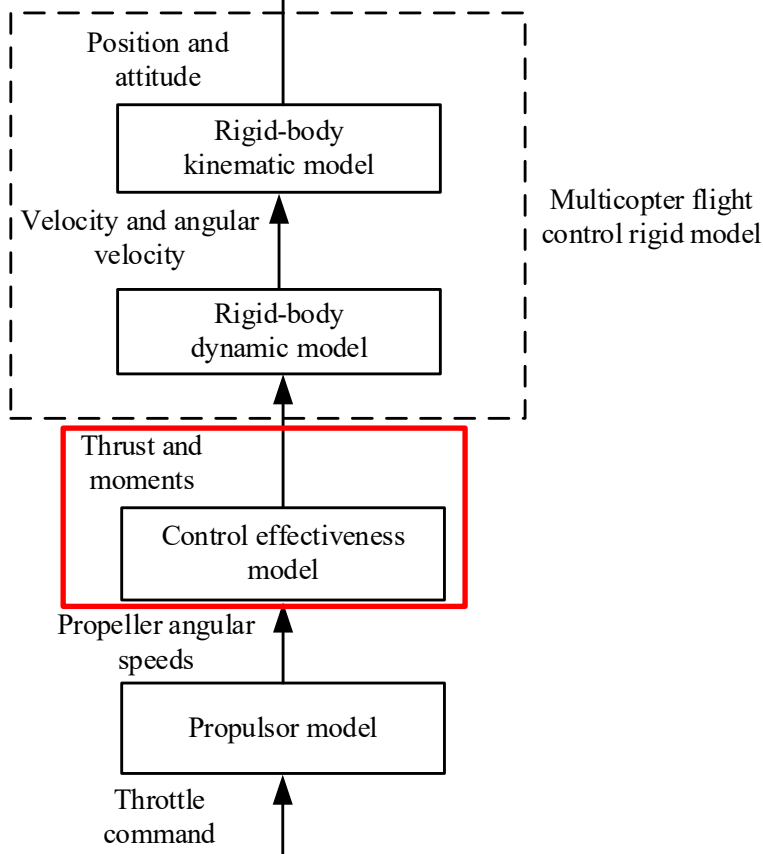 Position and
attitude
Rigid-body
kinematic model
Velocity and angular
velocity
Multicopter flight
control rigid model
Rigid-body
dynamic model
Thrust and
moments
Control effectiveness
model
Propeller angular
speeds
Propulsor model
Throttle
command